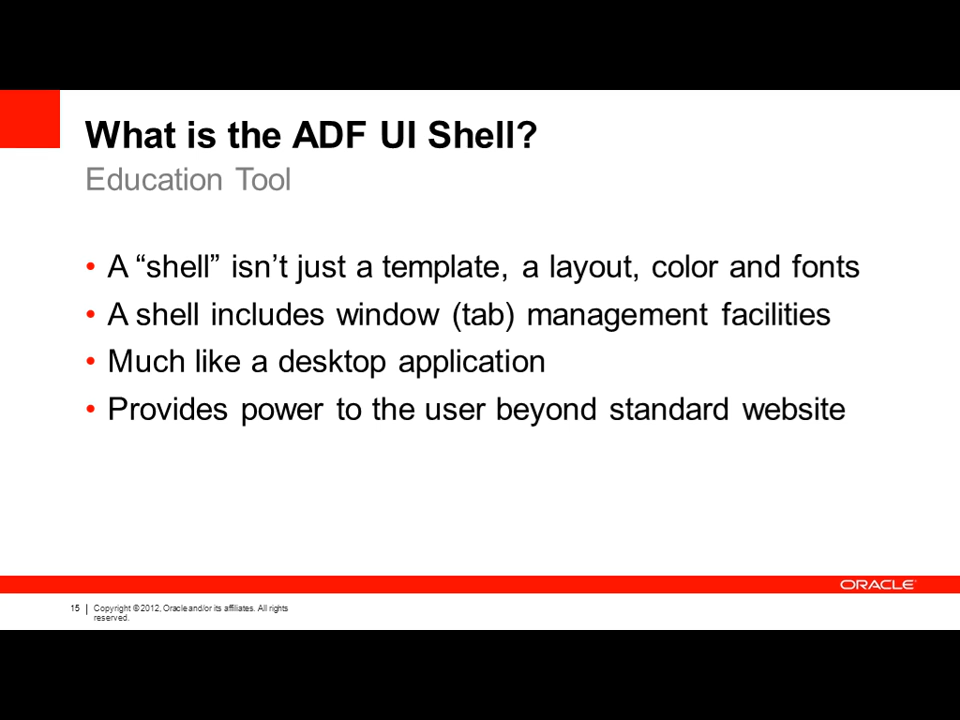 What is the ADF UI Shell?
Education Tool
• A “shell” isn’t just a template, a layout, color and fonts
• A shell includes window (tab) management facilities
• Much like a desktop application
• Provides power to the user beyond standard website
ORACLE
15 | Copyright © 2012, Oracle and/or its affiliates. All rights
reserved.